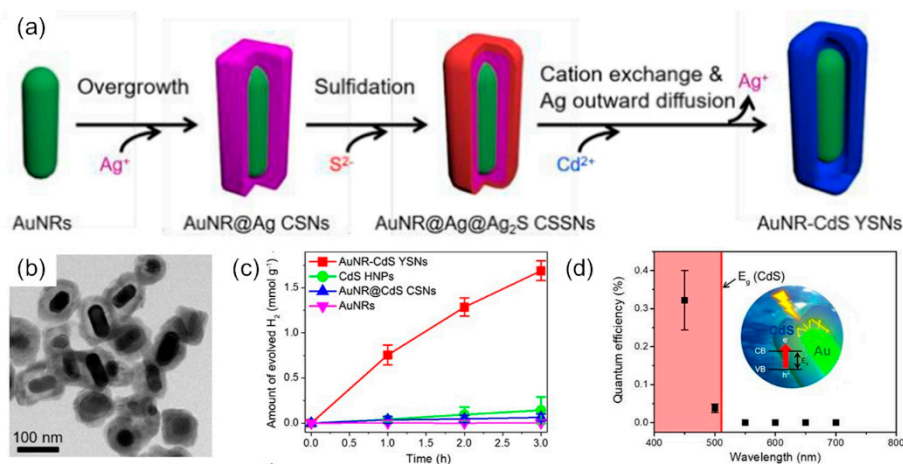 (a)
Overgrowth
Ag⁺
Sulfidation
S²⁻
Cation exchange &
Ag outward diffusion
Ag⁺
Cd²⁺
AuNRs
AuNR@Ag CSNs
AuNR@Ag@Ag₂S CSSNs
AuNR-CdS YSNs
(b)
100 nm
(c)
Amount of evolved H₂ (mmol g⁻¹)
AuNR-CdS YSNs
CdS HNPs
AuNR@CdS CSNs
AuNRs
1.5
1.0
0.5
0.0
0.0 1.0 2.0 3.0
Time (h)
(d)
Quantum efficiency (%)
E_g (CdS)
0.4
0.3
0.2
0.1
0.0
400 500 600 700 800
Wavelength (nm)
CdS
Au
e⁻
CB
E_g
VB
h⁺